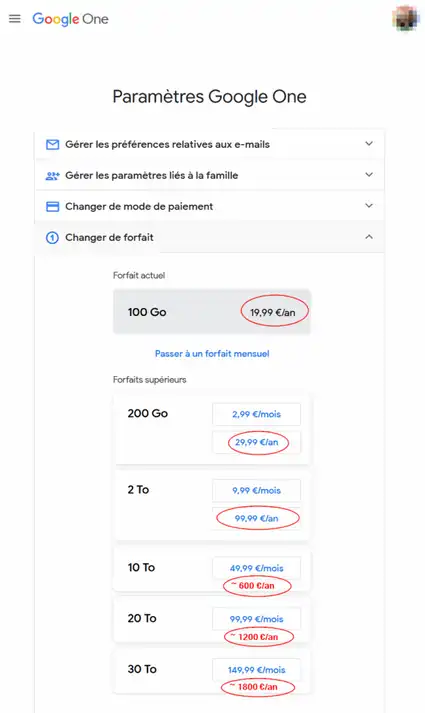 Google One
Paramètres Google One
Gérer les préférences relatives aux e-mails
Gérer les paramètres liés à la famille
Changer de mode de paiement
1 Changer de forfait
Forfait actuel
100 Go 19,99 €/an
Passer à un forfait mensuel
Forfaits supérieurs
200 Go 2,99 €/mois
29,99 €/an
2 To 9,99 €/mois
99,99 €/an
10 To 49,99 €/mois
~ 600 €/an
20 To 99,99 €/mois
~ 1200 €/an
30 To 149,99 €/mois
~ 1800 €/an